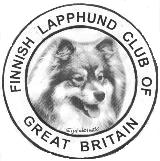 FINNISH LAPPHUND CLUB OF
GREAT BRITAIN